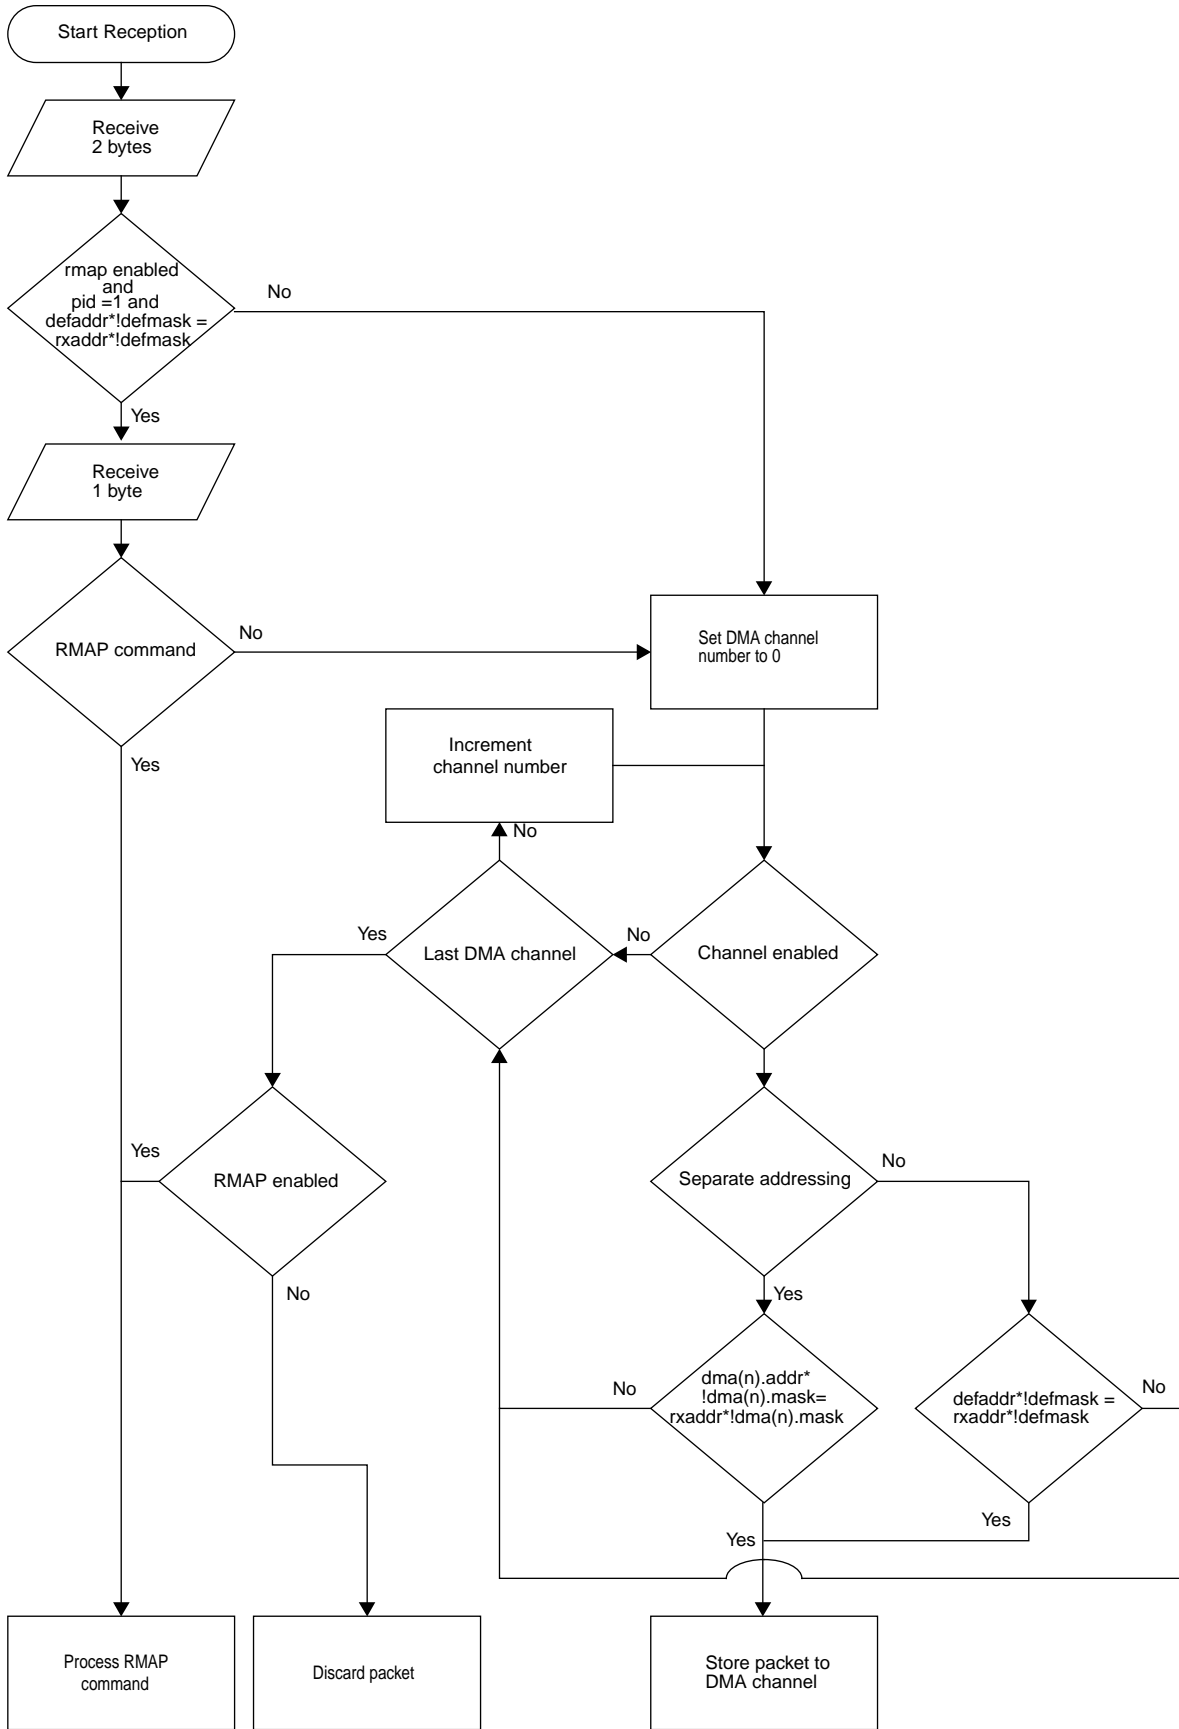 Start Reception
Receive
2 bytes
rmap enabled
and
pid =1 and
defaddr*!defmask =
rxaddr*!defmask
No
Yes
Receive
1 byte
RMAP command
No
Yes
Set DMA channel
number to 0
Increment
channel number
No
Last DMA channel
Yes
No
Channel enabled
RMAP enabled
Yes
No
Separate addressing
No
Yes
dma(n).addr*
!dma(n).mask=
rxaddr*!dma(n).mask
No
Yes
defaddr*!defmask =
rxaddr*!defmask
No
Yes
Process RMAP
command
Discard packet
Store packet to
DMA channel